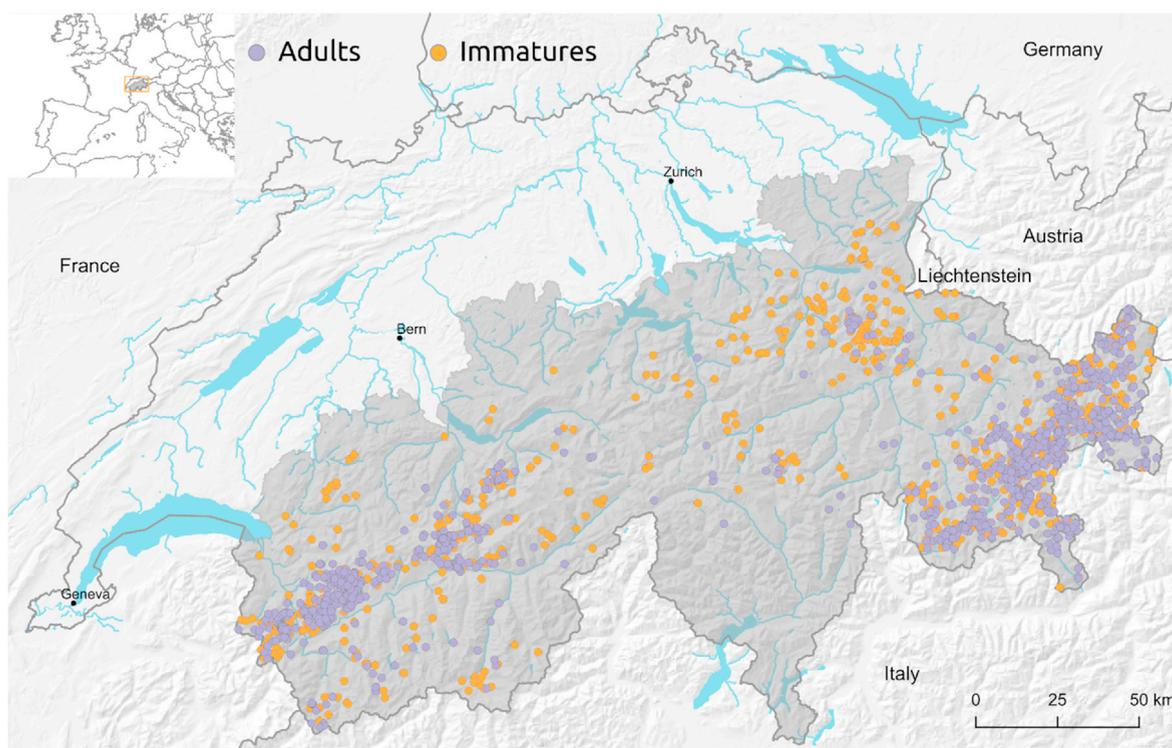 Adults
Immatures
Germany
Zurich
France
Austria
Liechtenstein
Bern
Geneva
Italy
0 25 50 km